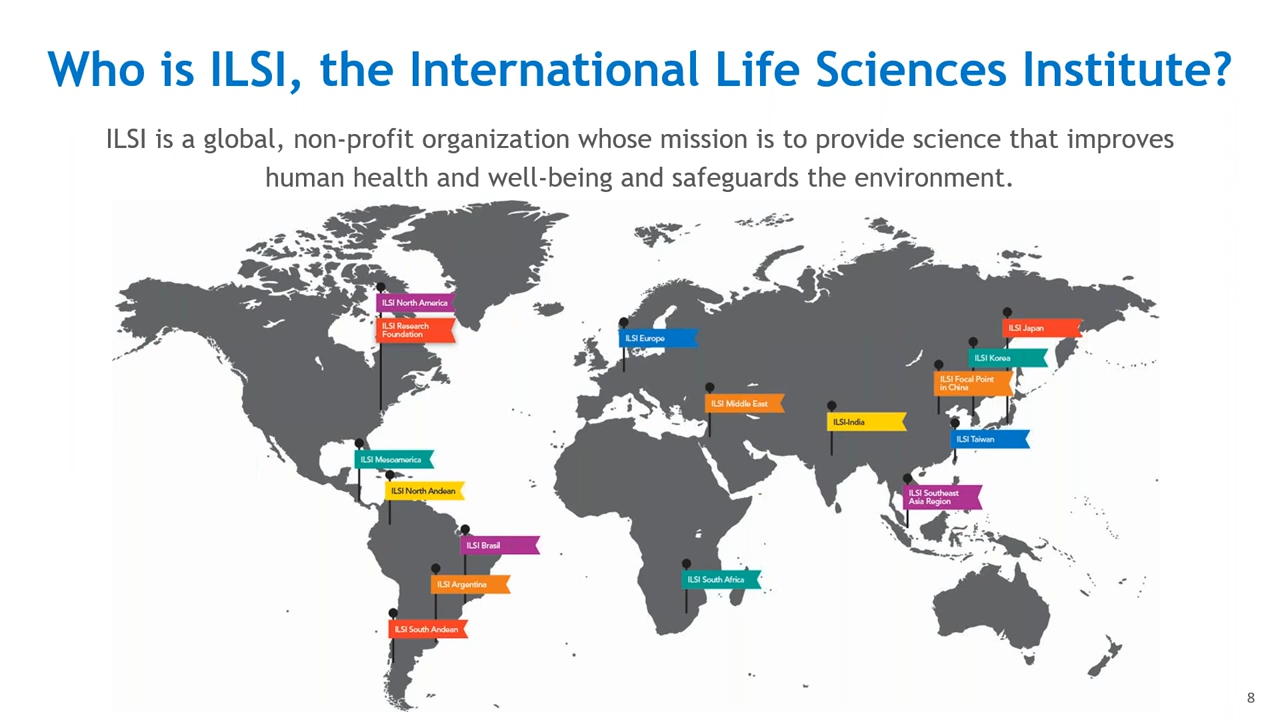 Who is ILSI, the International Life Sciences Institute?
ILSI is a global, non-profit organization whose mission is to provide science that improves
human health and well-being and safeguards the environment.
ILSI North America
ILSI Research
Foundation
ILSI Europe
ILSI Japan
ILSI Korea
ILSI Focal Point
in China
ILSI Middle East
ILSI-India
ILSI Taiwan
ILSI Mesoamerica
ILSI North Andean
ILSI Southeast
Asia Region
ILSI Brasil
ILSI Argentina
ILSI South Africa
ILSI South Andean
8